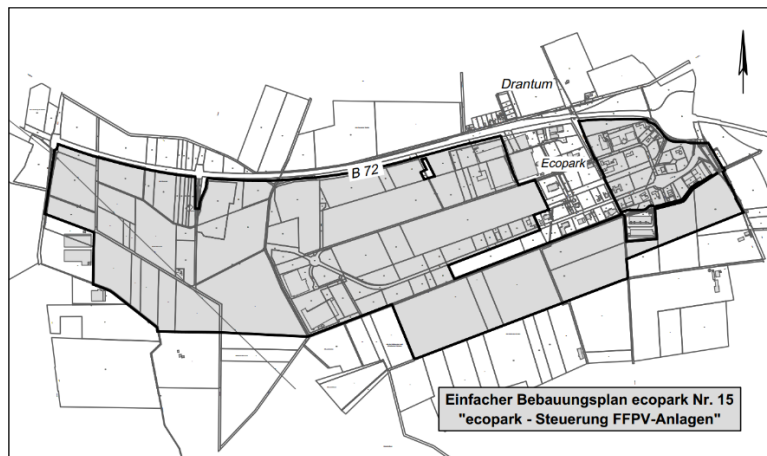 Drantum
Ecopark
B 72
Einfacher Bebauungsplan ecopark Nr. 15
"ecopark - Steuerung FFPV-Anlagen"